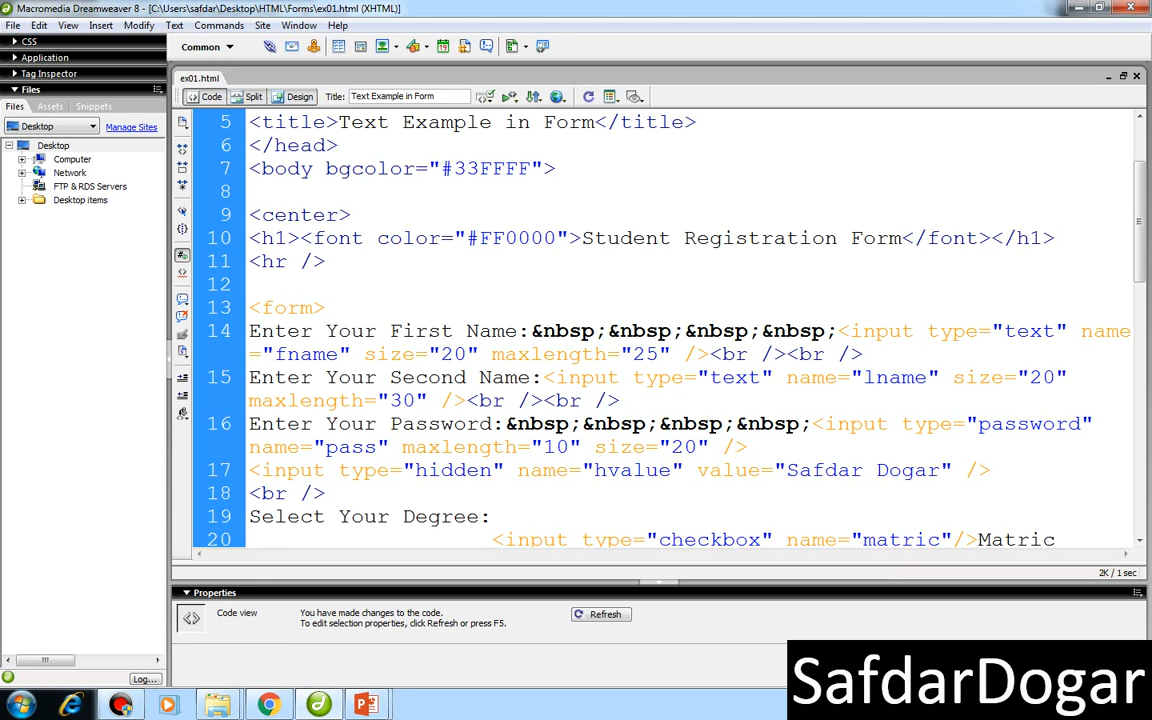 Macromedia Dreamweaver 8 - [C:\Users\safdar\Desktop\HTML\Forms\ex01.html (XHTML)]
File Edit View Insert Modify Text Commands Site Window Help
CSS
Application
Tag Inspector
Files
Files Assets Snippets
Desktop Manage Sites
Desktop
Computer
Network
FTP & RDS Servers
Desktop items
Log...
Common
ex01.html
Code Split Design Title: Text Example in Form
5 <title>Text Example in Form</title>
6 </head>
7 <body bgcolor="#33FFFF">
8
9 <center>
10 <h1><font color="#FF0000">Student Registration Form</font></h1>
11 <hr />
12
13 <form>
14 Enter Your First Name:&nbsp;&nbsp;&nbsp;&nbsp;<input type="text" name
="fname" size="20" maxlength="25" /><br /><br />
15 Enter Your Second Name:<input type="text" name="lname" size="20"
maxlength="30" /><br /><br />
16 Enter Your Password:&nbsp;&nbsp;&nbsp;&nbsp;<input type="password"
name="pass" maxlength="10" size="20" />
17 <input type="hidden" name="hvalue" value="Safdar Dogar" />
18 <br />
19 Select Your Degree:
20 <input type="checkbox" name="matric"/>Matric
2K / 1 sec
Properties
Code view
You have made changes to the code.
To edit selection properties, click Refresh or press F5.
Refresh
SafdarDogar